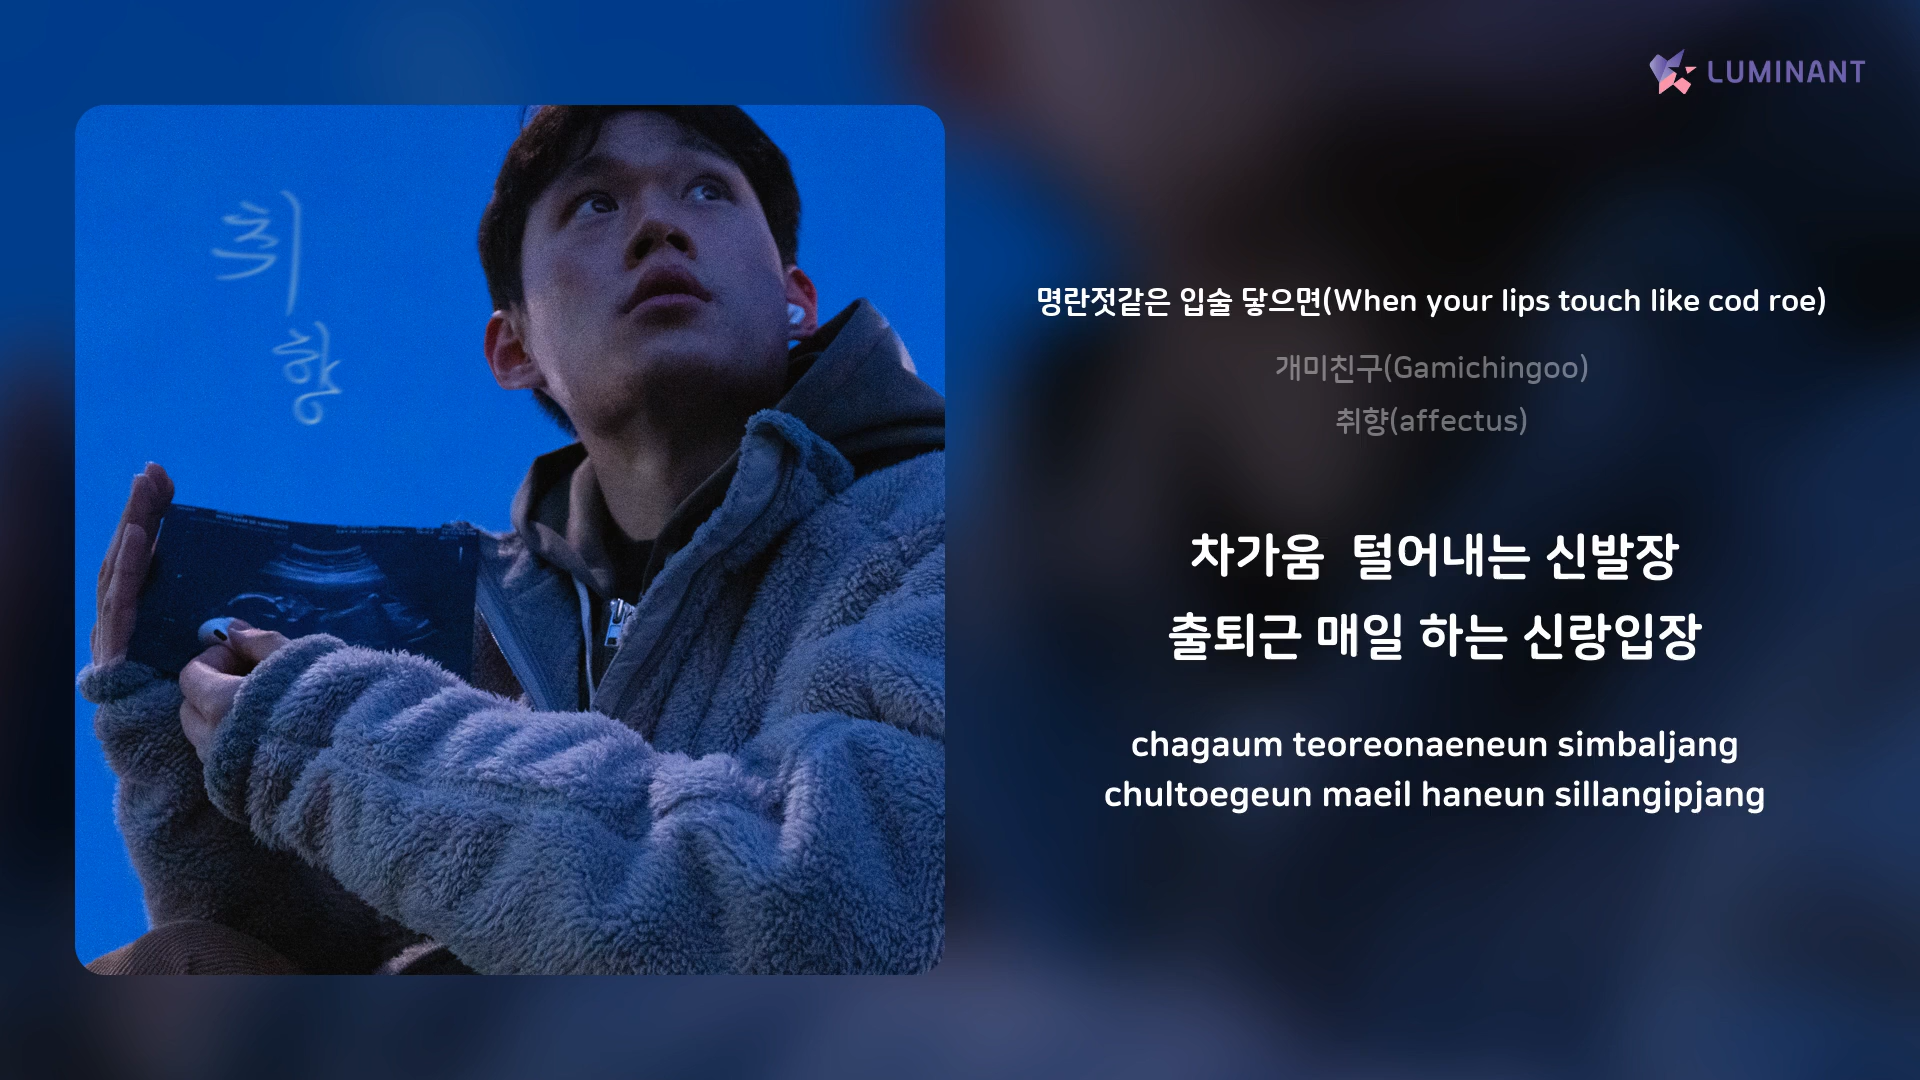 LUMINANT
취향
명란젓같은 입술 닿으면(When your lips touch like cod roe)
개미친구(Gamichingoo)
취향(affectus)
차가움 털어내는 신발장
출퇴근 매일 하는 신랑입장
chagaum teoreonaeneun simbaljang
chultoegeun maeil haneun sillangipjang